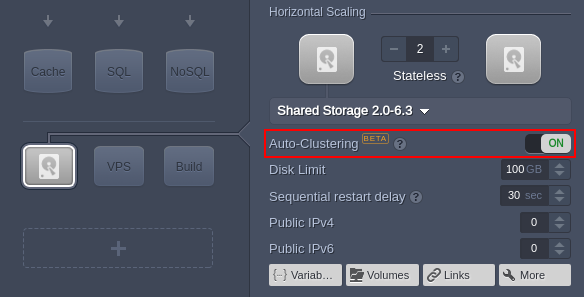 Horizontal Scaling
2
Stateless ?
Cache
SQL
NoSQL
Shared Storage 2.0-6.3
Auto-Clustering BETA ? ON
Disk Limit 100 GB
VPS
Build
Sequential restart delay ? 30 sec
Public IPv4 0
Public IPv6 0
Variab... Volumes Links More